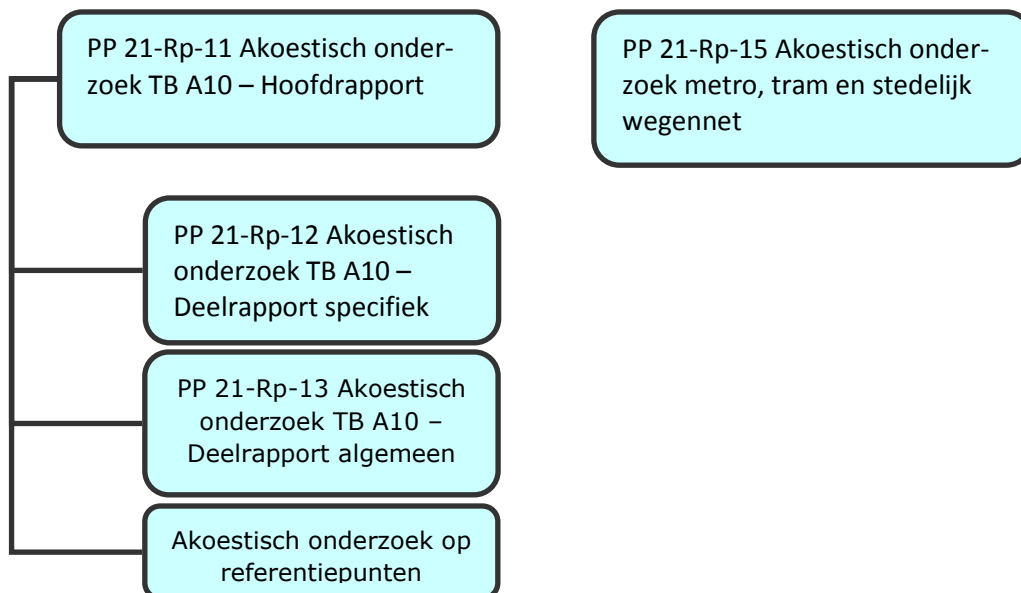 PP 21-Rp-11 Akoestisch onder-
zoek TB A10 – Hoofdrapport
PP 21-Rp-15 Akoestisch onder-
zoek metro, tram en stedelijk
wegennet
PP 21-Rp-12 Akoestisch
onderzoek TB A10 –
Deelrapport specifiek
PP 21-Rp-13 Akoestisch
onderzoek TB A10 –
Deelrapport algemeen
Akoestisch onderzoek op
referentiepunten